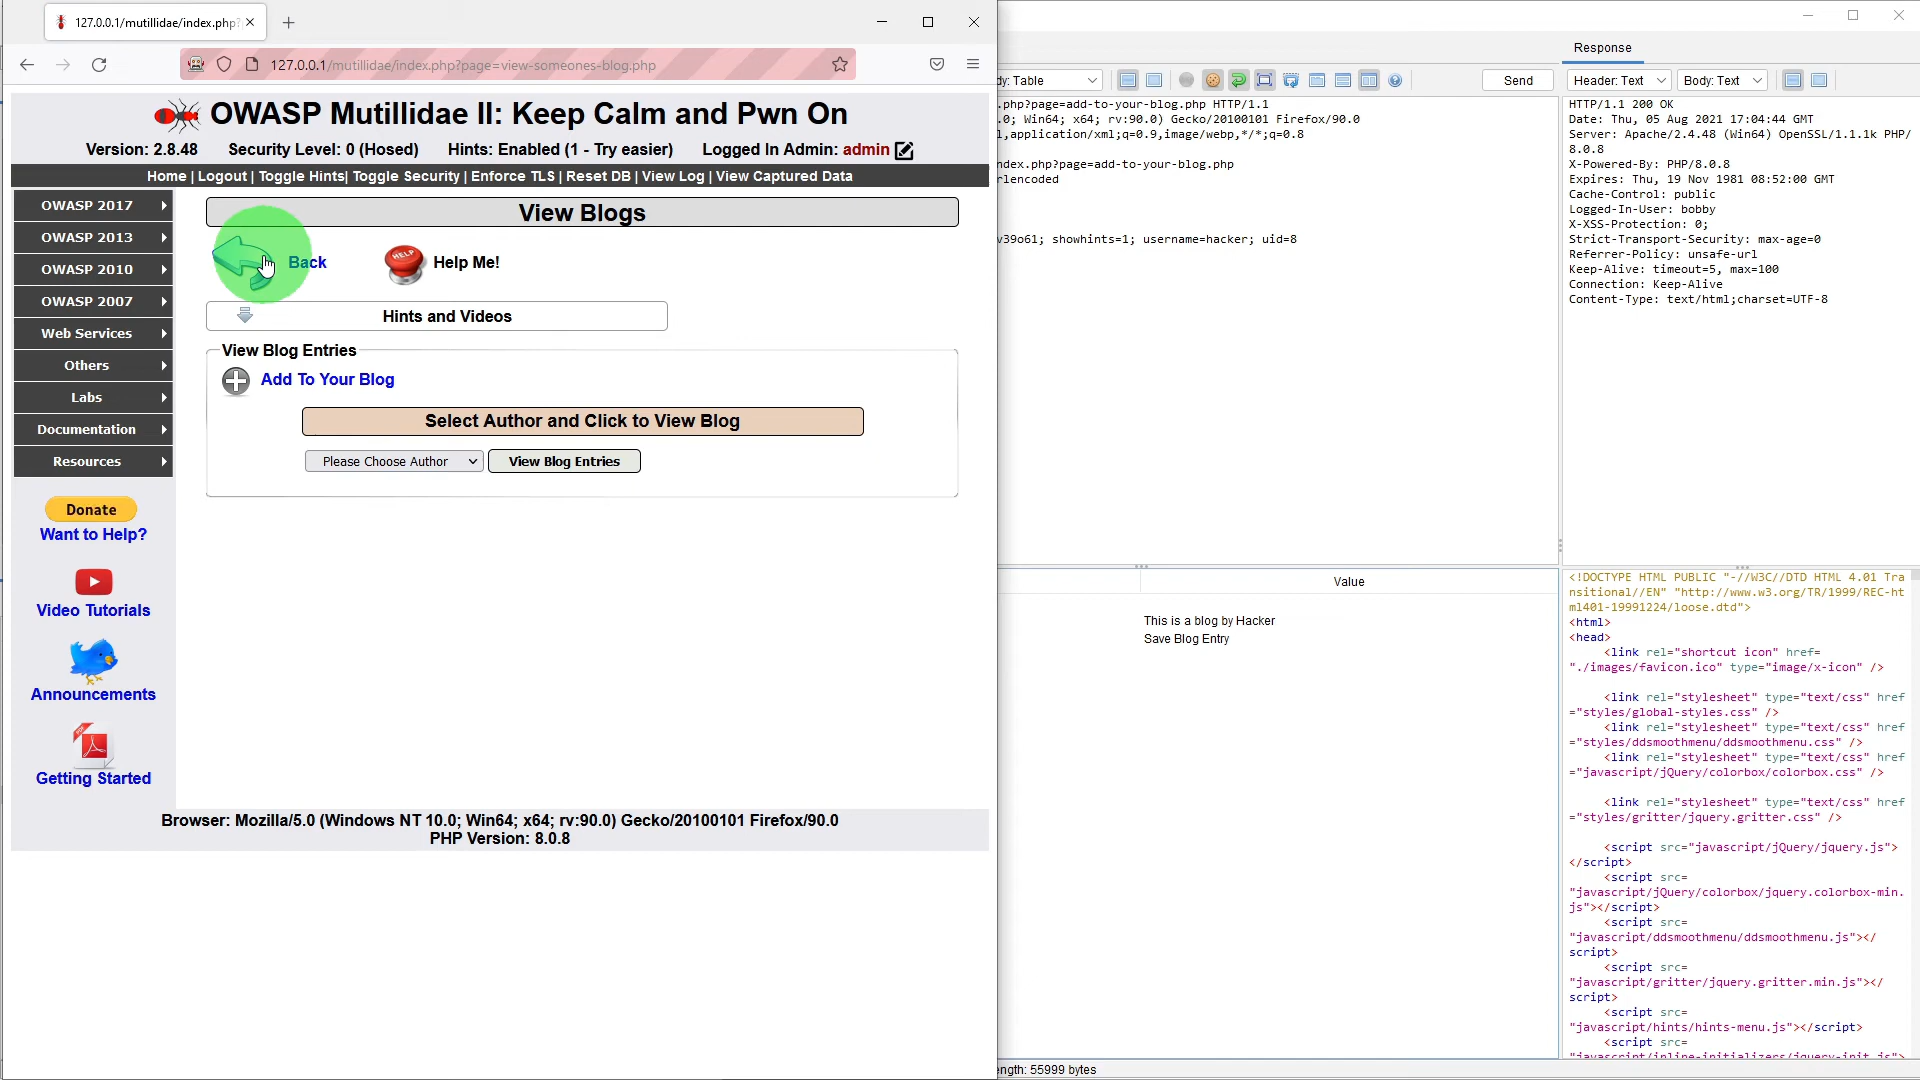 127.0.0.1/mutillidae/index.php?
127.0.0.1/mutillidae/index.php?page=view-someones-blog.php
OWASP Mutillidae II: Keep Calm and Pwn On
Version: 2.8.48 Security Level: 0 (Hosed) Hints: Enabled (1 - Try easier) Logged In Admin: admin
Home | Logout | Toggle Hints| Toggle Security | Enforce TLS | Reset DB | View Log | View Captured Data
OWASP 2017
OWASP 2013
OWASP 2010
OWASP 2007
Web Services
Others
Labs
Documentation
Resources
Donate
Want to Help?
Video Tutorials
Announcements
Getting Started
View Blogs
Back
HELP
Help Me!
Hints and Videos
View Blog Entries
Add To Your Blog
Select Author and Click to View Blog
Please Choose Author
View Blog Entries
Browser: Mozilla/5.0 (Windows NT 10.0; Win64; x64; rv:90.0) Gecko/20100101 Firefox/90.0
PHP Version: 8.0.8
dy: Table
Send
.php?page=add-to-your-blog.php HTTP/1.1
.0; Win64; x64; rv:90.0) Gecko/20100101 Firefox/90.0
l,application/xml;q=0.9,image/webp,*/*;q=0.8
ndex.php?page=add-to-your-blog.php
rlencoded
v39o61; showhints=1; username=hacker; uid=8
Value
This is a blog by Hacker
Save Blog Entry
ength: 55999 bytes
Response
Header: Text
Body: Text
HTTP/1.1 200 OK
Date: Thu, 05 Aug 2021 17:04:44 GMT
Server: Apache/2.4.48 (Win64) OpenSSL/1.1.1k PHP/
8.0.8
X-Powered-By: PHP/8.0.8
Expires: Thu, 19 Nov 1981 08:52:00 GMT
Cache-Control: public
Logged-In-User: bobby
X-XSS-Protection: 0;
Strict-Transport-Security: max-age=0
Referrer-Policy: unsafe-url
Keep-Alive: timeout=5, max=100
Connection: Keep-Alive
Content-Type: text/html;charset=UTF-8
<!DOCTYPE HTML PUBLIC "-//W3C//DTD HTML 4.01 Tra
nsitional//EN" "http://www.w3.org/TR/1999/REC-ht
ml401-19991224/loose.dtd">
<html>
<head>
<link rel="shortcut icon" href=
"./images/favicon.ico" type="image/x-icon" />
<link rel="stylesheet" type="text/css" href
="styles/global-styles.css" />
<link rel="stylesheet" type="text/css" href
="styles/ddsmoothmenu/ddsmoothmenu.css" />
<link rel="stylesheet" type="text/css" href
="javascript/jQuery/colorbox/colorbox.css" />
<link rel="stylesheet" type="text/css" href
="styles/gritter/jquery.gritter.css" />
<script src="javascript/jQuery/jquery.js">
</script>
<script src=
"javascript/jQuery/colorbox/jquery.colorbox-min.
js"></script>
<script src=
"javascript/ddsmoothmenu/ddsmoothmenu.js"></
script>
<script src=
"javascript/gritter/jquery.gritter.min.js"></
script>
<script src=
"javascript/hints/hints-menu.js"></script>
<script src=
"javascript/inline-initializers/jquery-init.js">